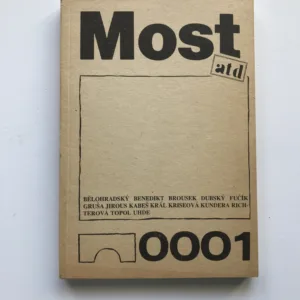 Most
atd
BĚLOHRADSKÝ BENEDIKT BROUSEK DUBSKÝ FUČÍK
GRUŠA JIROUS KABEŠ KRÁL KRISEOVÁ KUNDERA RICH-
TEROVÁ TOPOL UHDE
0001